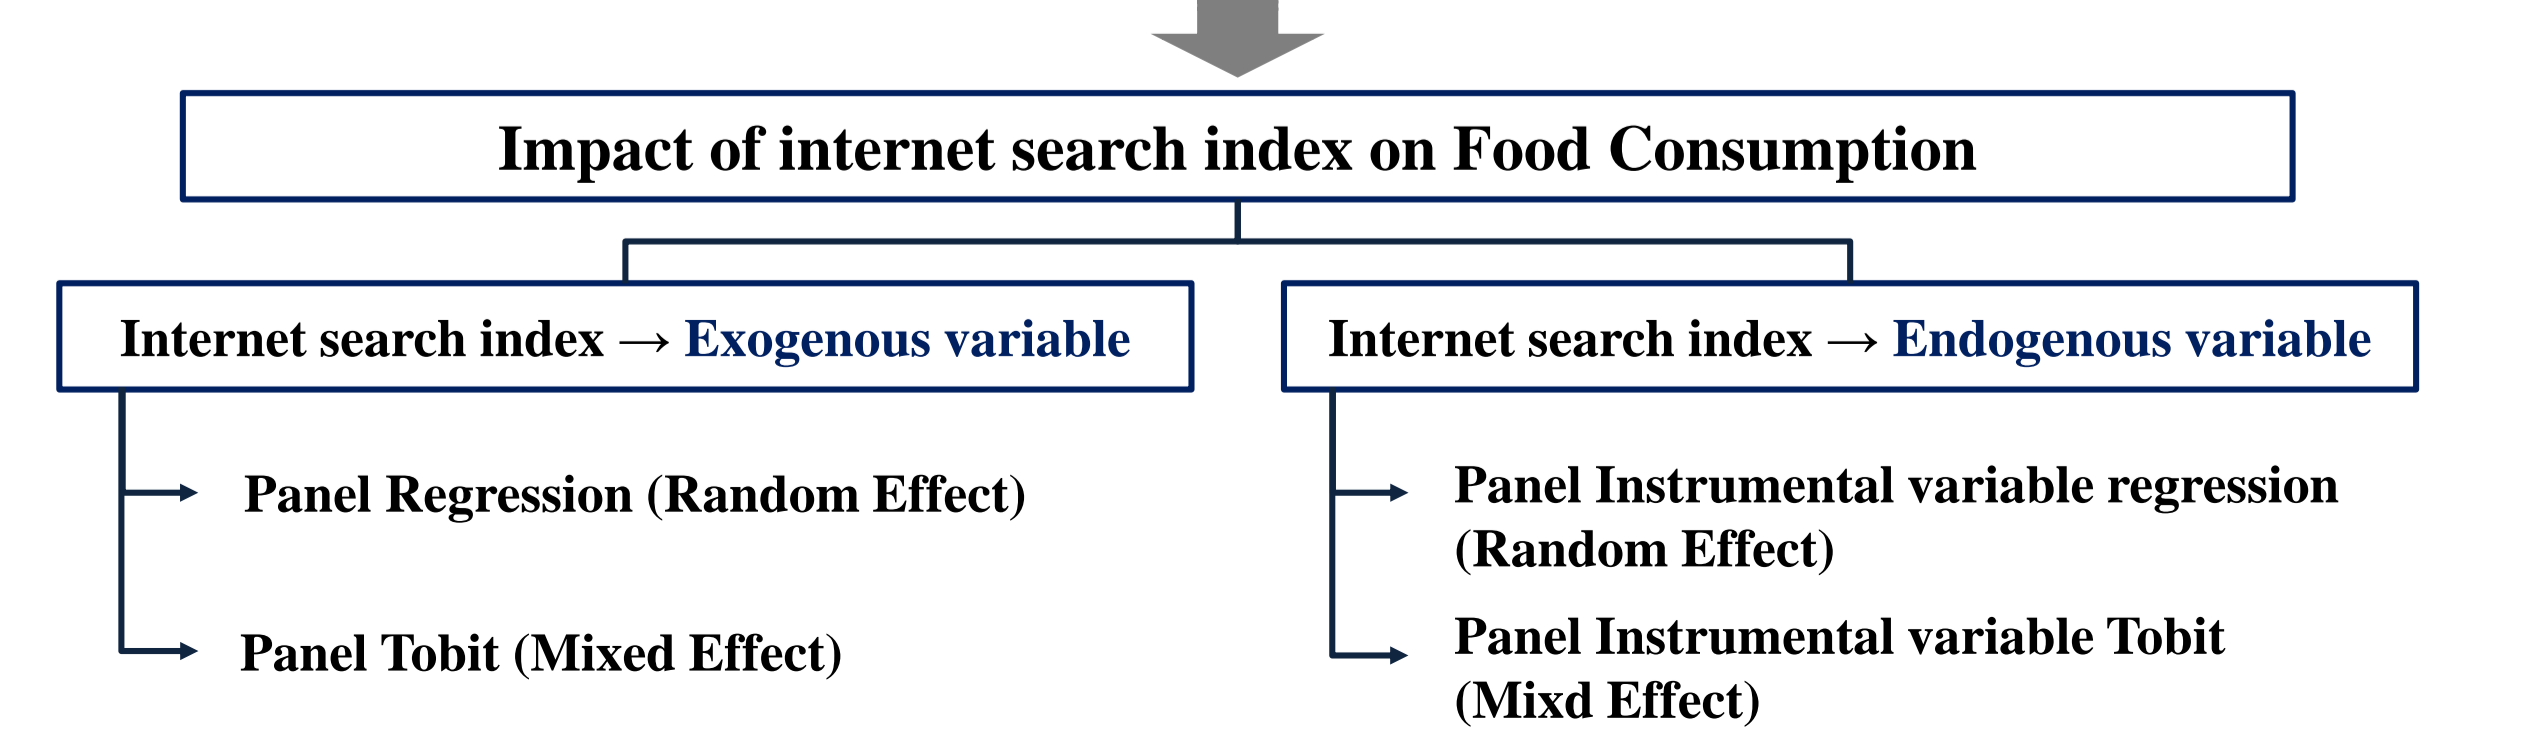 Impact of internet search index on Food Consumption
Internet search index → Exogenous variable
Internet search index → Endogenous variable
Panel Regression (Random Effect)
Panel Tobit (Mixed Effect)
Panel Instrumental variable regression
(Random Effect)
Panel Instrumental variable Tobit
(Mixd Effect)